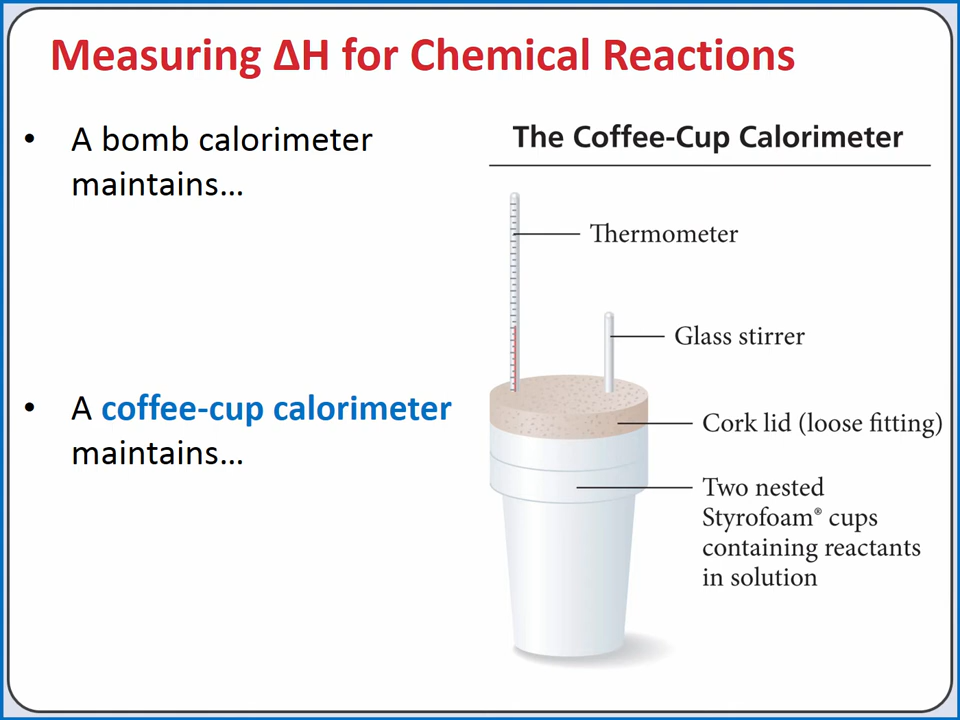 Measuring ΔH for Chemical Reactions
• A bomb calorimeter
maintains…
• A coffee-cup calorimeter
maintains…
The Coffee-Cup Calorimeter
Thermometer
Glass stirrer
Cork lid (loose fitting)
Two nested
Styrofoam® cups
containing reactants
in solution